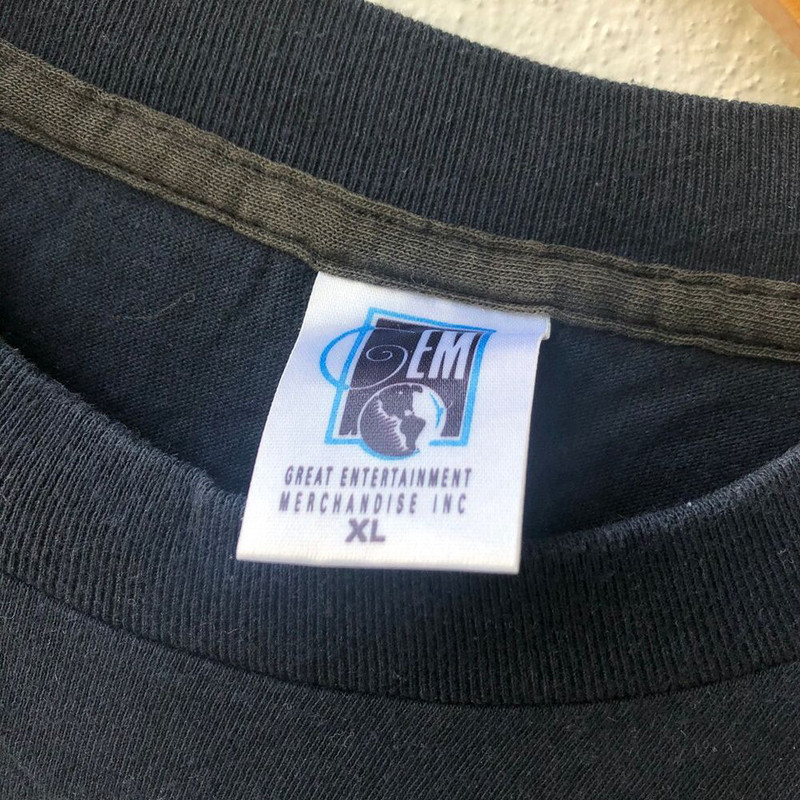 GEM
GREAT ENTERTAINMENT
MERCHANDISE INC
XL